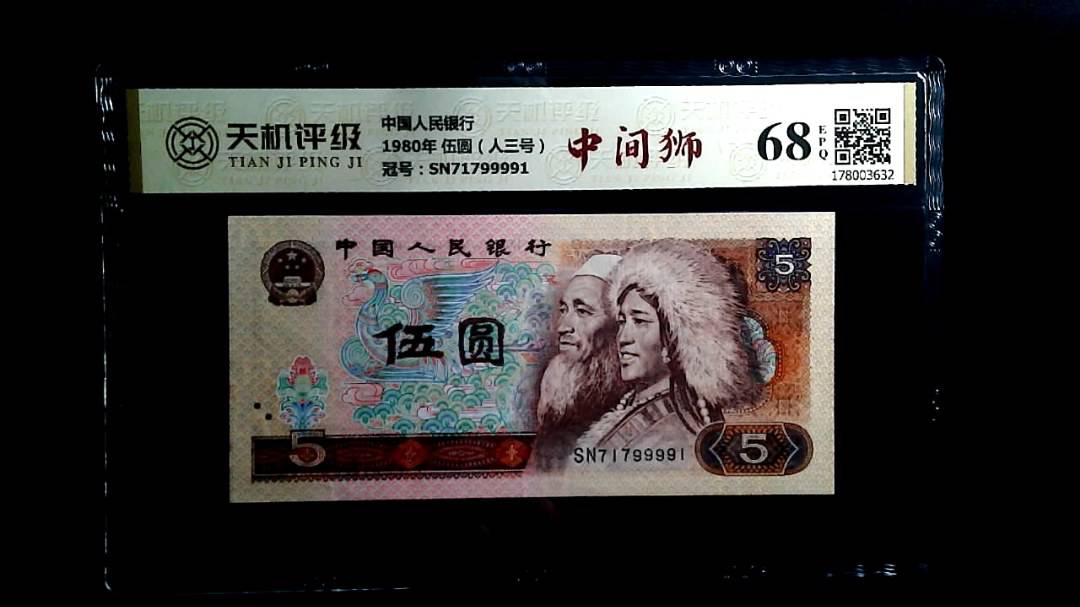 天机评级
TIAN JI PING JI
中国人民银行
1980年 伍圆（人三号）
冠号：SN71799991
中间狮
68
EPQ
178003632
中国人民银行
5
伍圆
5
SN71799991
5